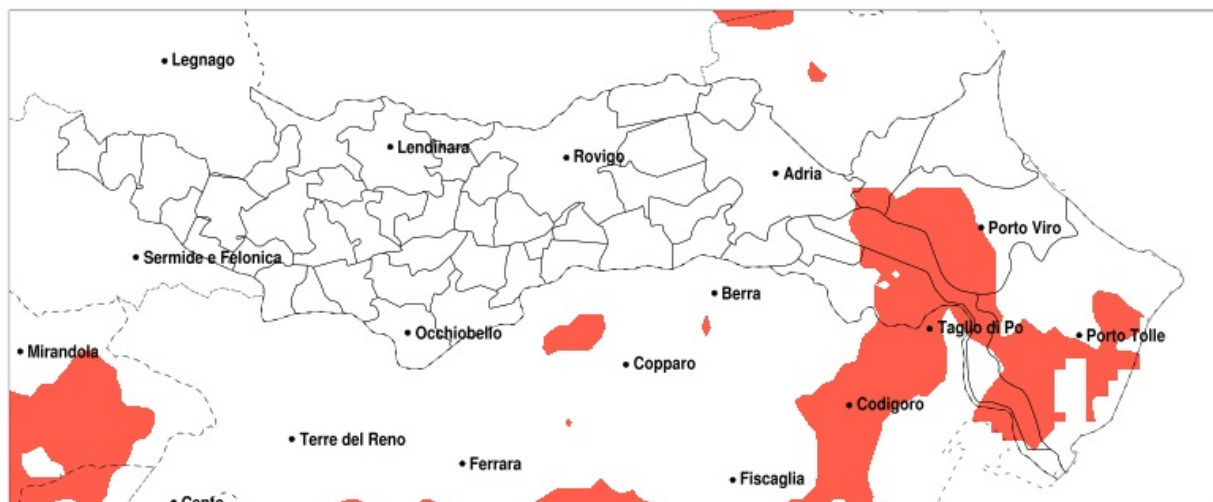 Legnago
Lendinara
Rovigo
Adria
Porto Viro
Sermide e Felonica
Berra
Occhiobello
Taglio di Po
Porto Tolle
Mirandola
Copparo
Codigoro
Terre del Reno
Ferrara
Fiscaglia